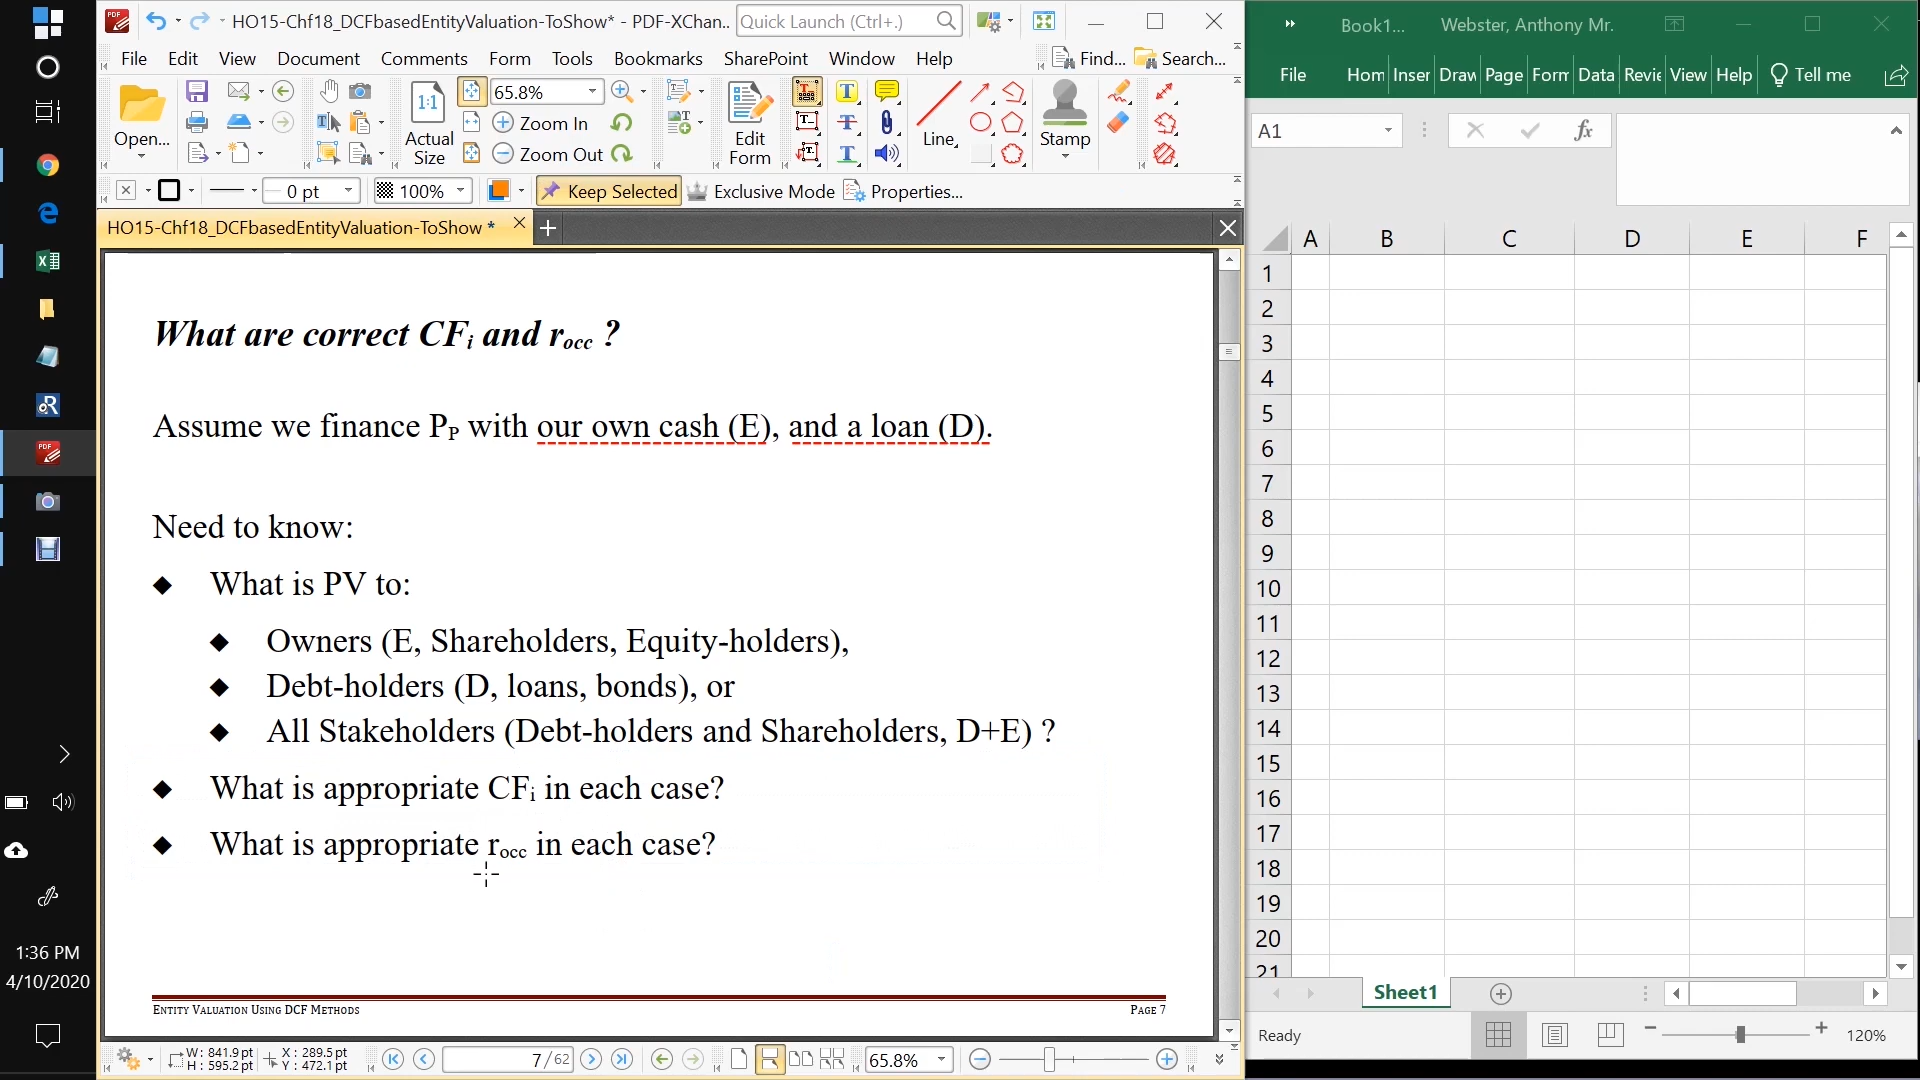 HO15-Chf18_DCFbasedEntityValuation-ToShow* - PDF-XChan...
Quick Launch (Ctrl+.)
File Edit View Document Comments Form Tools Bookmarks SharePoint Window Help Find... Search...
Open...
1:1
Actual Size
65.8%
Zoom In
Zoom Out
Edit Form
Line
Stamp
0 pt
100%
Keep Selected
Exclusive Mode
Properties...
HO15-Chf18_DCFbasedEntityValuation-ToShow *
What are correct CFi and rocc ?
Assume we finance PP with our own cash (E), and a loan (D).
Need to know:
◆ What is PV to:
◆ Owners (E, Shareholders, Equity-holders),
◆ Debt-holders (D, loans, bonds), or
◆ All Stakeholders (Debt-holders and Shareholders, D+E) ?
◆ What is appropriate CFi in each case?
◆ What is appropriate rocc in each case?
ENTITY VALUATION USING DCF METHODS
PAGE 7
W: 841.9 pt
H: 595.2 pt
X: 289.5 pt
Y: 472.1 pt
7 / 62
65.8%
1:36 PM
4/10/2020
Book1...
Webster, Anthony Mr.
File Hom Inser Draw Page Forn Data Revie View Help Tell me
A1
fx
A B C D E F
1
2
3
4
5
6
7
8
9
10
11
12
13
14
15
16
17
18
19
20
21
Sheet1
Ready
120%